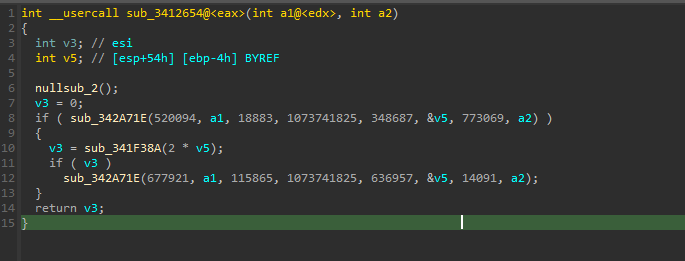 1 int __usercall sub_3412654@<eax>(int a1@<edx>, int a2)
2 {
3 int v3; // esi
4 int v5; // [esp+54h] [ebp-4h] BYREF
5
6 nullsub_2();
7 v3 = 0;
8 if ( sub_342A71E(520094, a1, 18883, 1073741825, 348687, &v5, 773069, a2) )
9 {
10 v3 = sub_341F38A(2 * v5);
11 if ( v3 )
12 sub_342A71E(677921, a1, 115865, 1073741825, 636957, &v5, 14091, a2);
13 }
14 return v3;
15 }